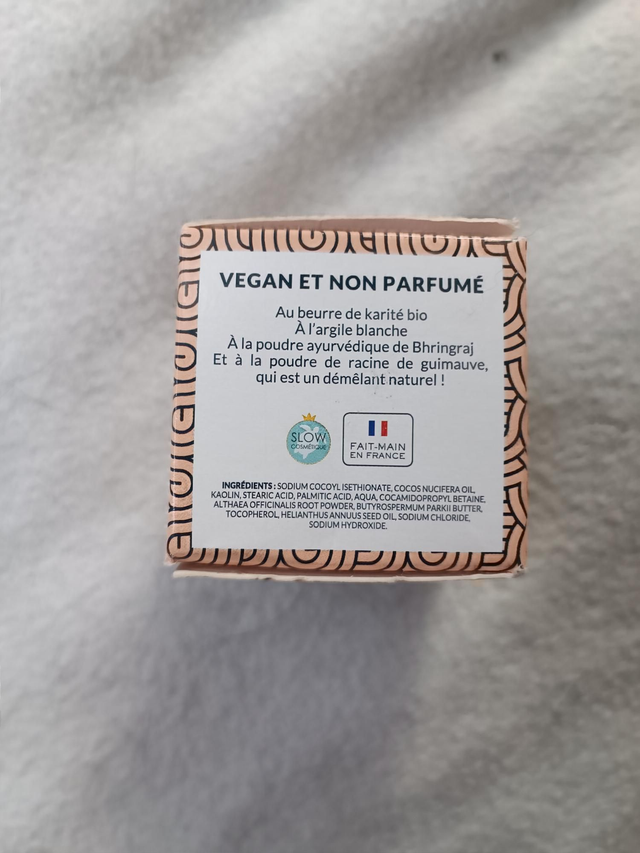 VEGAN ET NON PARFUMÉ
Au beurre de karité bio
À l'argile blanche
À la poudre ayurvédique de Bhringraj
Et à la poudre de racine de guimauve,
qui est un démêlant naturel !
SLOW
COSMÉTIQUE
FAIT-MAIN
EN FRANCE
INGRÉDIENTS : SODIUM COCOYL ISETHIONATE, COCOS NUCIFERA OIL,
KAOLIN, STEARIC ACID, PALMITIC ACID, AQUA, COCAMIDOPROPYL BETAINE,
ALTHAEA OFFICINALIS ROOT POWDER, BUTYROSPERMUM PARKII BUTTER,
TOCOPHEROL, HELIANTHUS ANNUUS SEED OIL, SODIUM CHLORIDE,
SODIUM HYDROXIDE.